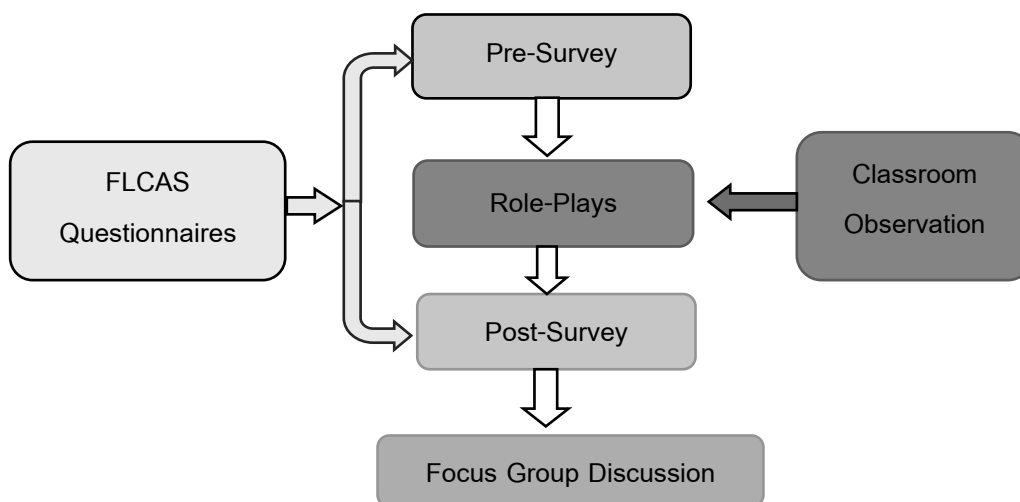 Pre-Survey
FLCAS
Questionnaires
Role-Plays
Classroom
Observation
Post-Survey
Focus Group Discussion